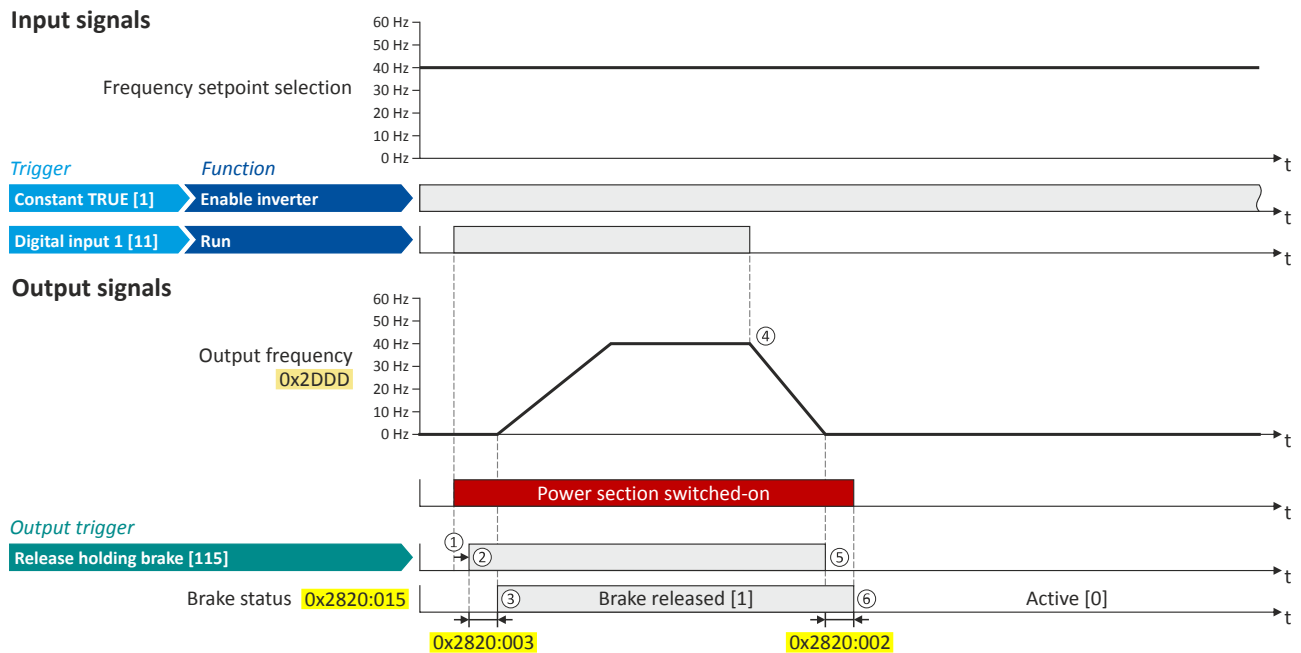 Input signals
60 Hz
50 Hz
40 Hz
Frequency setpoint selection 30 Hz
20 Hz
10 Hz
0 Hz
t
Trigger Function
Constant TRUE [1] Enable inverter
t
Digital input 1 [11] Run
t
Output signals
60 Hz
50 Hz
40 Hz ④
Output frequency 30 Hz
0x2DDD 20 Hz
10 Hz
0 Hz
t
Power section switched-on
t
Output trigger
Release holding brake [115] ① ② ⑤
t
Brake status 0x2820:015 ③ Brake released [1] ⑥ Active [0]
t
0x2820:003 0x2820:002